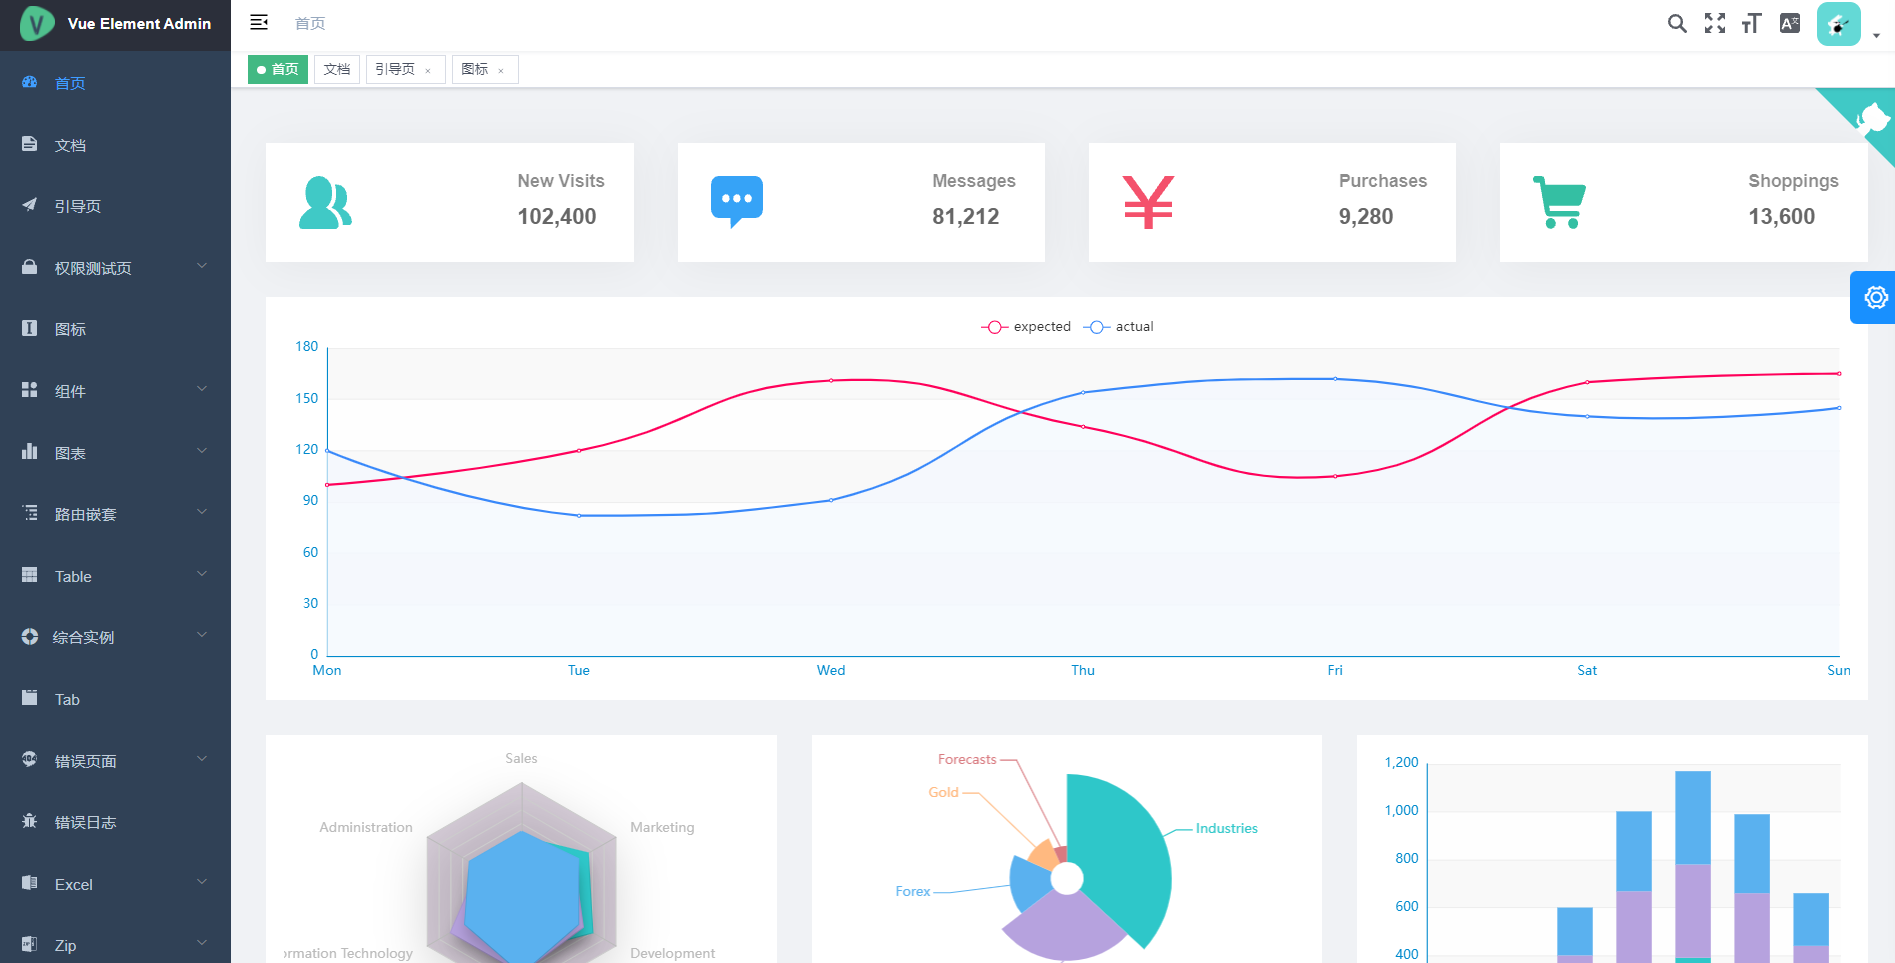 Vue Element Admin
首页
首页
文档
引导页
图标
首页
文档
引导页
权限测试页
图标
组件
图表
路由嵌套
Table
综合实例
Tab
错误页面
错误日志
Excel
Zip
New Visits
102,400
Messages
81,212
Purchases
9,280
Shoppings
13,600
expected actual
180
150
120
90
60
30
0
Mon Tue Wed Thu Fri Sat Sun
Sales
Administration
Marketing
ormation Technology
Development
Forecasts
Gold
Industries
Forex
1,200
1,000
800
600
400